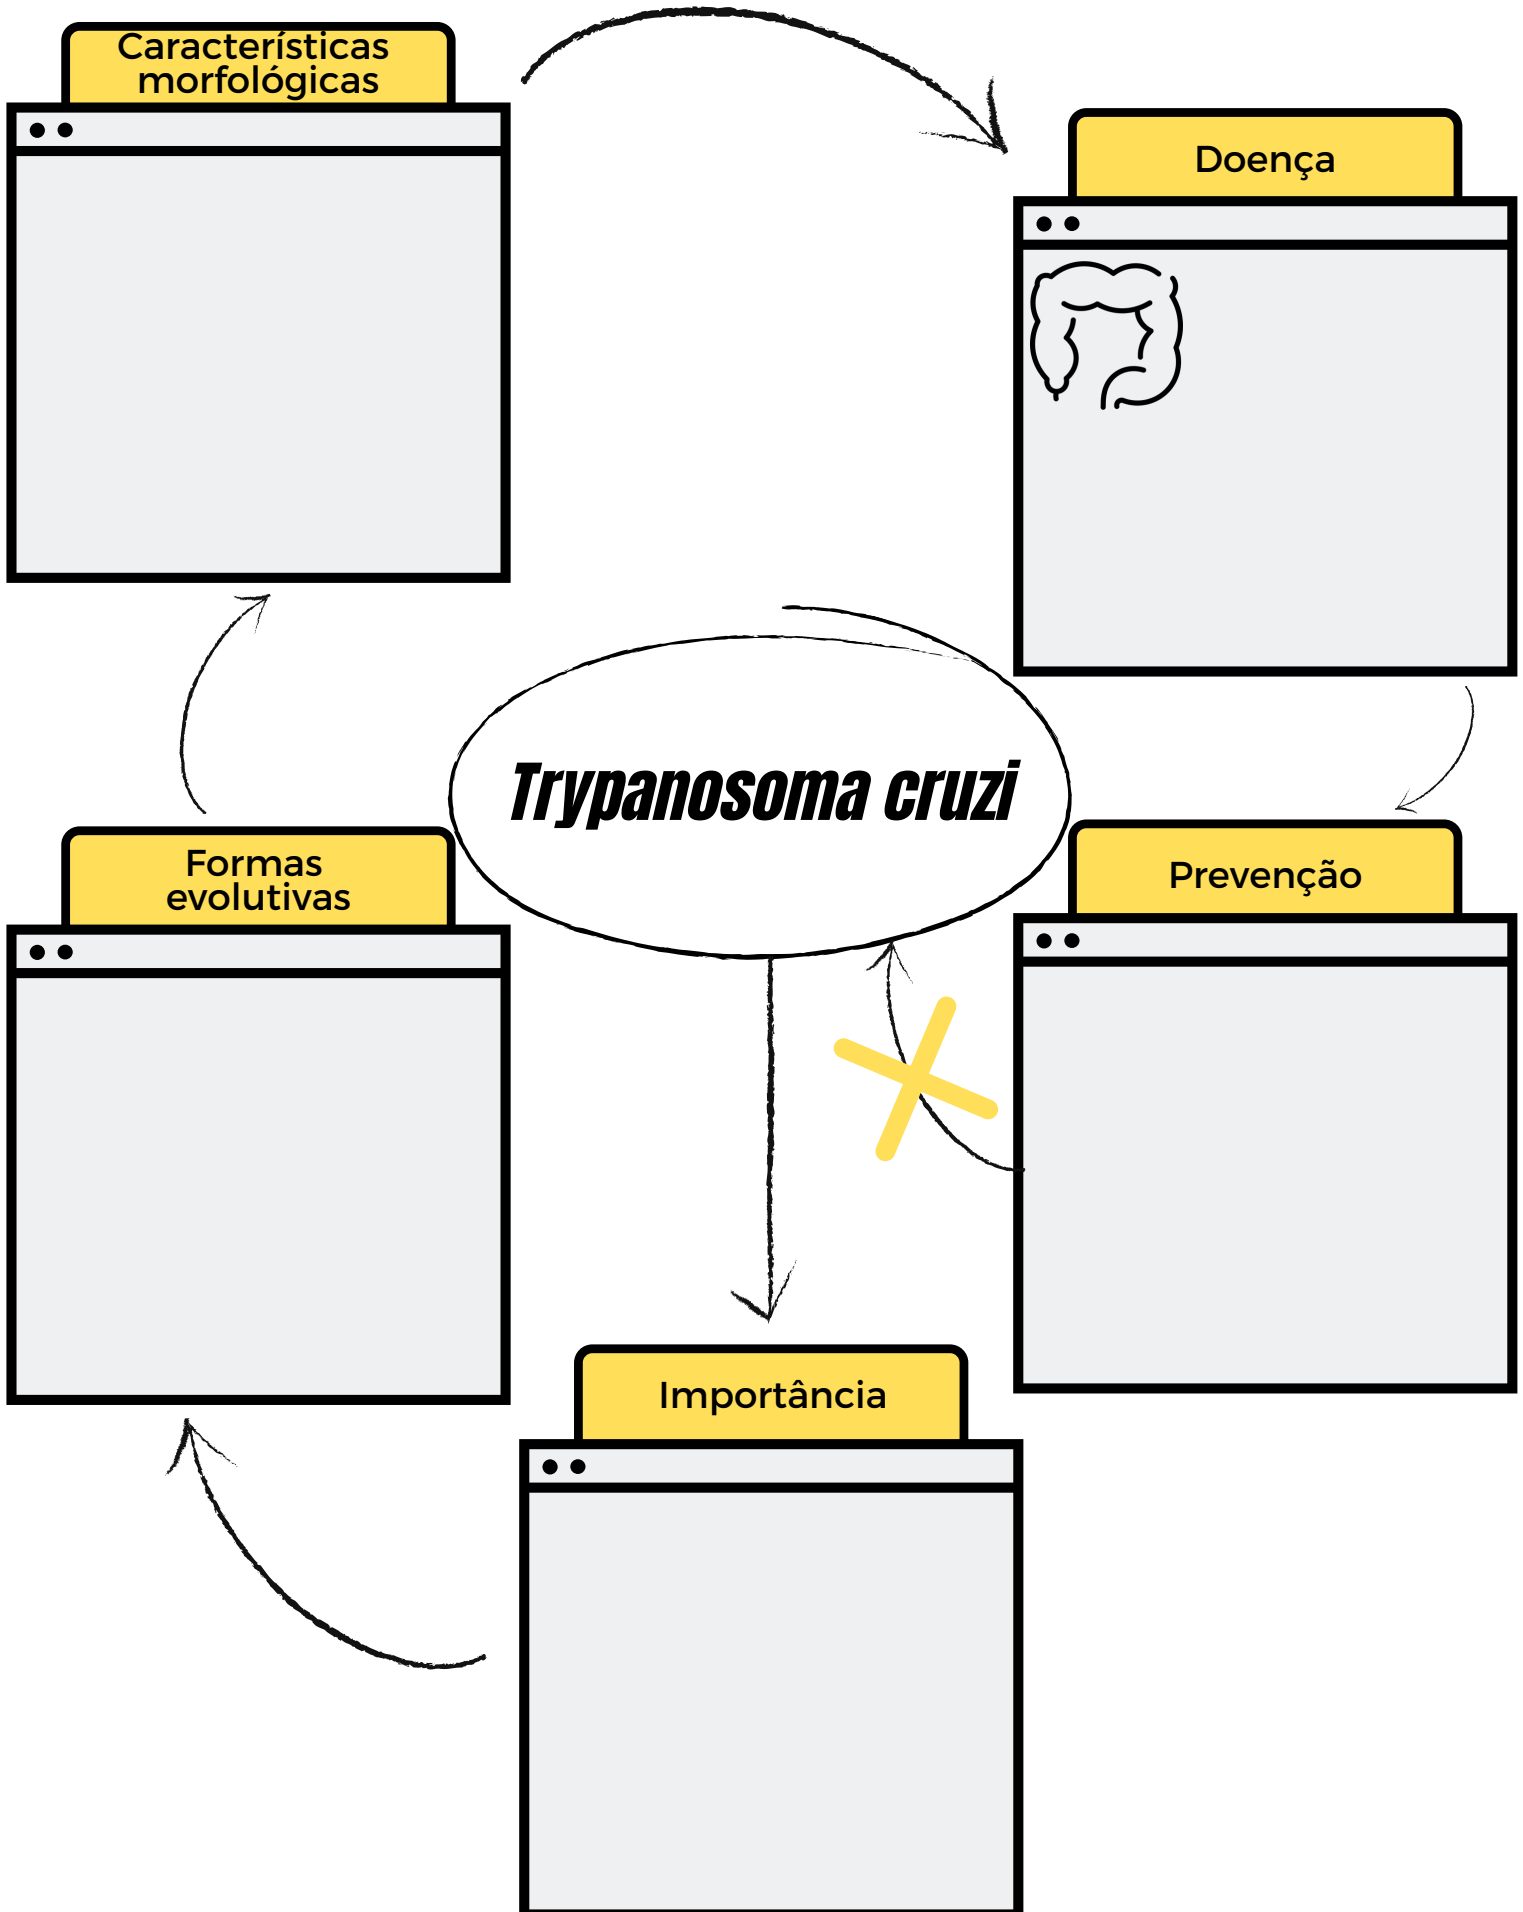 Características
morfológicas
Doença
Trypanosoma cruzi
Formas
evolutivas
Prevenção
Importância